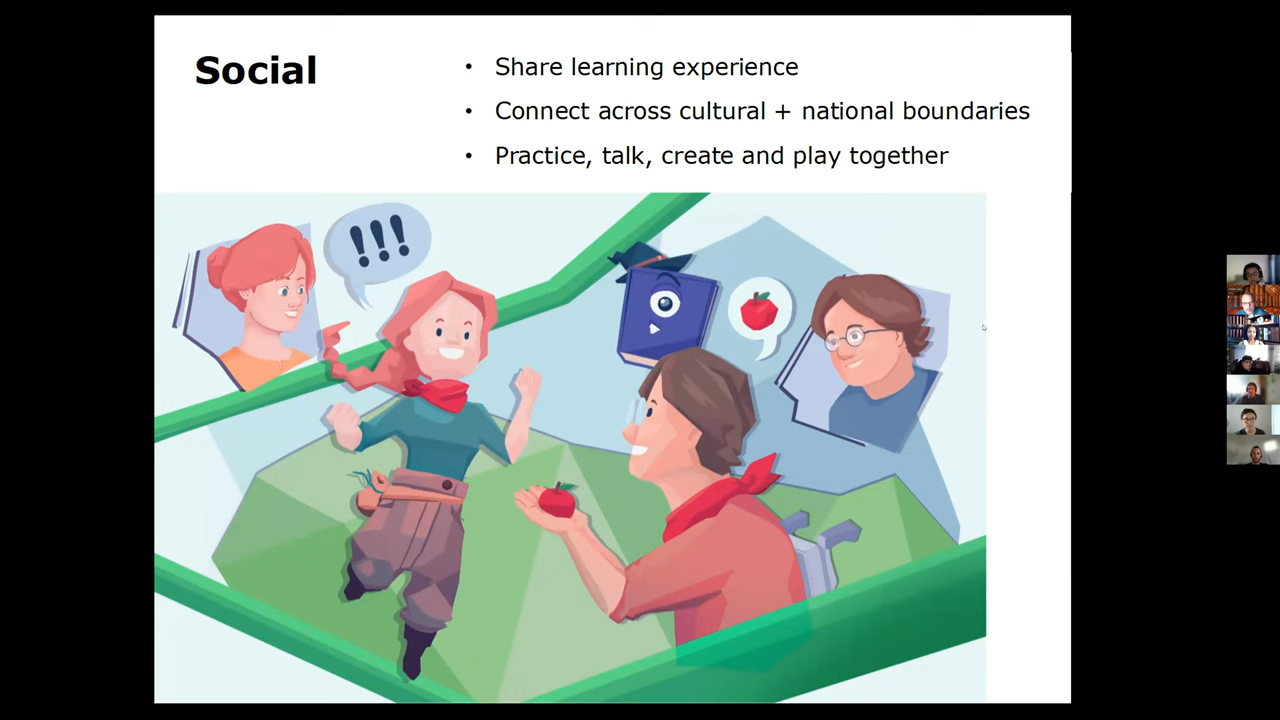 Social
• Share learning experience
• Connect across cultural + national boundaries
• Practice, talk, create and play together
!!!